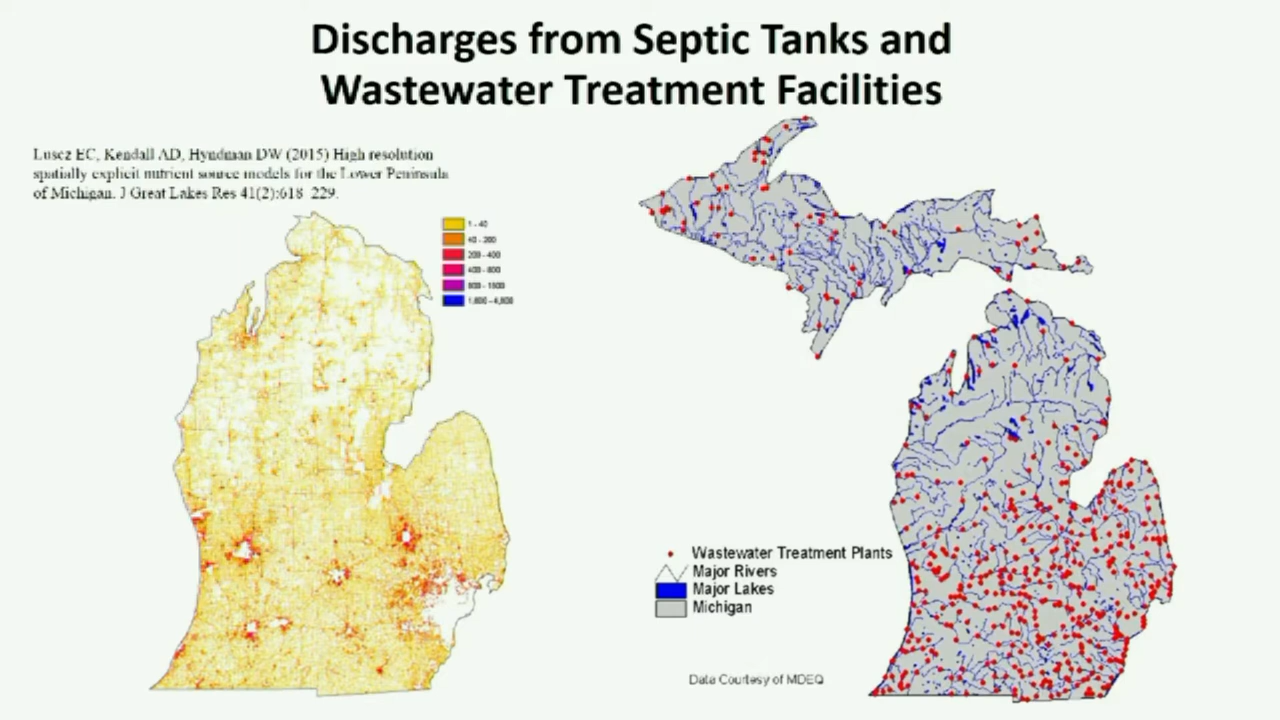 Discharges from Septic Tanks and
Wastewater Treatment Facilities
Luscz EC, Kendall AD, Hyndman DW (2015) High resolution
spatially explicit nutrient source models for the Lower Peninsula
of Michigan. J Great Lakes Res 41(2):618 229.
1 - 40
40 - 200
200 - 400
400 - 800
Wastewater Treatment Plants
Major Rivers
Major Lakes
Michigan
Data Courtesy of MDEQ